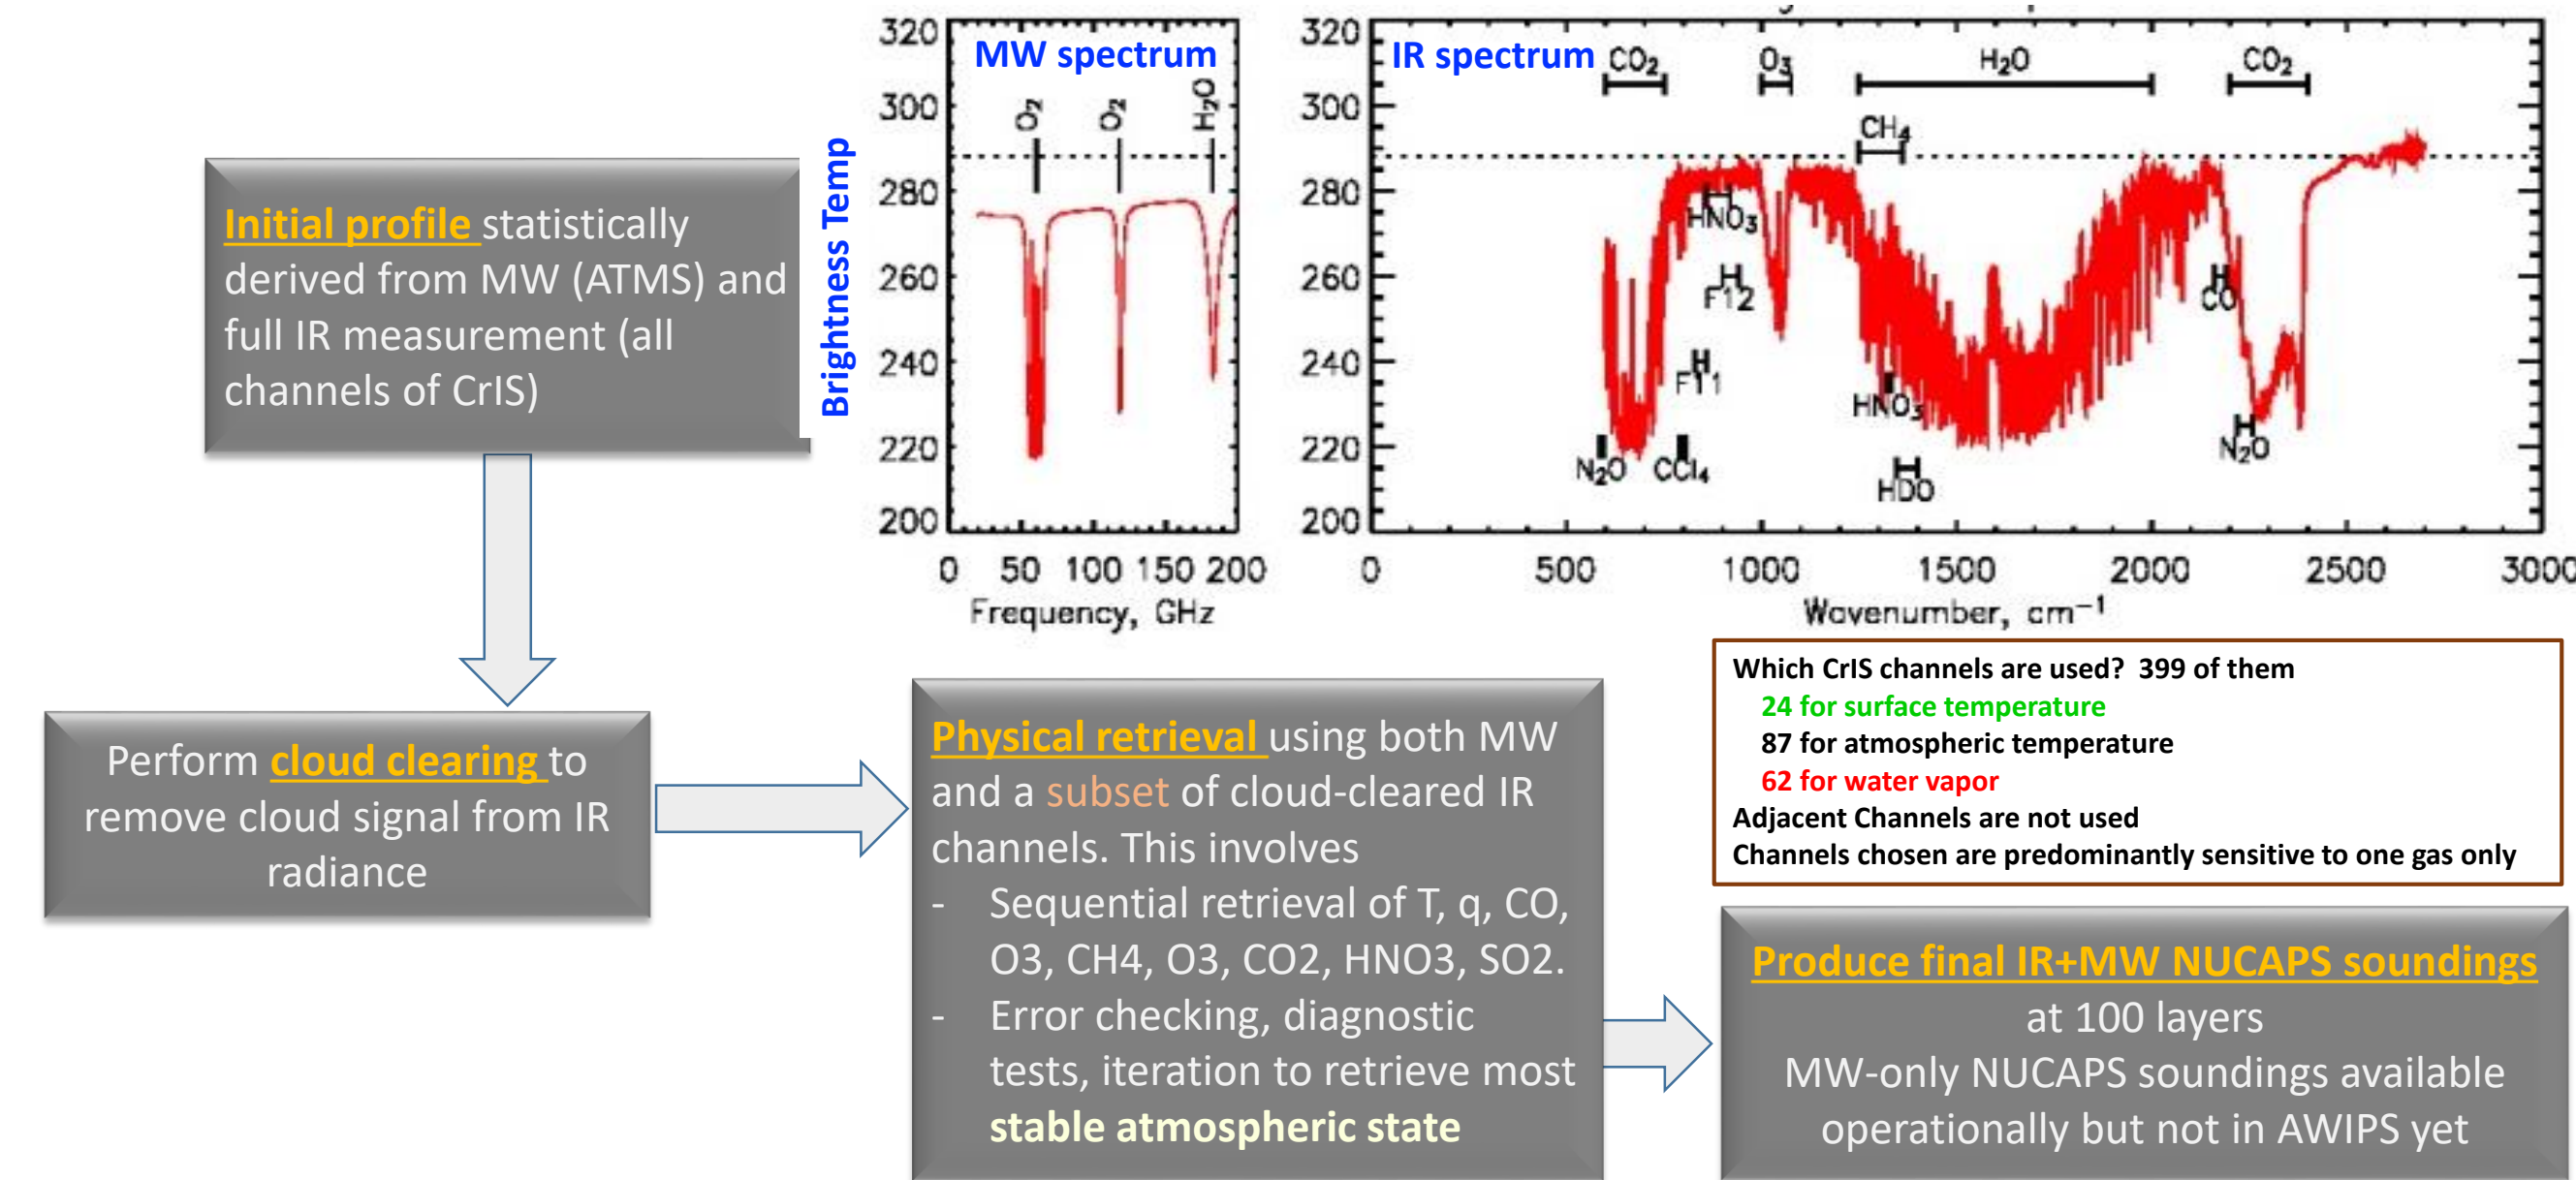 Initial profile statistically
derived from MW (ATMS) and
full IR measurement (all
channels of CrIS)
Brightness Temp
MW spectrum
320
300
280
260
240
220
200
O₂
O₂
H₂O
0 50 100 150 200
Frequency, GHz
IR spectrum
320
300
280
260
240
220
200
CO₂
O₃
H₂O
CO₂
CH₄
HNO₃
F12
F11
N₂O
CCl₄
HNO₃
HDO
CO
N₂O
0 500 1000 1500 2000 2500 3000
Wavenumber, cm⁻¹
Perform cloud clearing to
remove cloud signal from IR
radiance
Physical retrieval using both MW
and a subset of cloud-cleared IR
channels. This involves
- Sequential retrieval of T, q, CO,
O3, CH4, O3, CO2, HNO3, SO2.
- Error checking, diagnostic
tests, iteration to retrieve most
stable atmospheric state
Which CrIS channels are used? 399 of them
24 for surface temperature
87 for atmospheric temperature
62 for water vapor
Adjacent Channels are not used
Channels chosen are predominantly sensitive to one gas only
Produce final IR+MW NUCAPS soundings
at 100 layers
MW-only NUCAPS soundings available
operationally but not in AWIPS yet